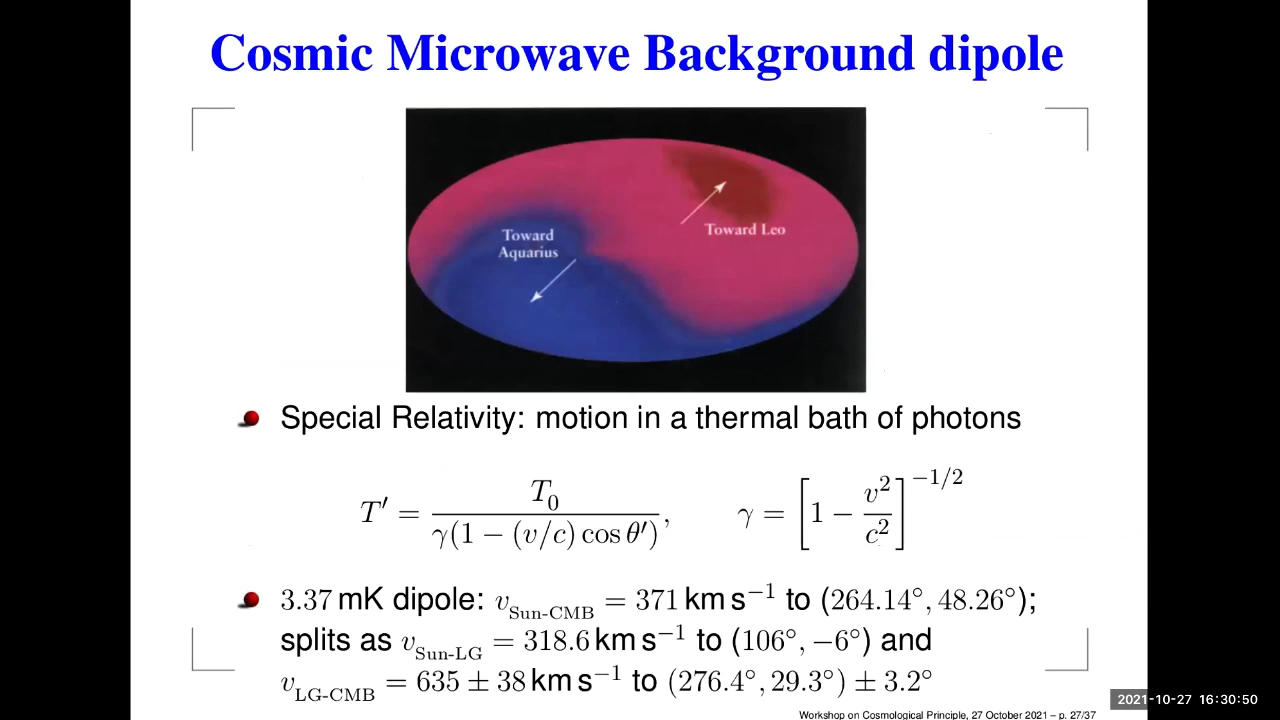 Cosmic Microwave Background dipole
Toward
Aquarius
Toward Leo
Special Relativity: motion in a thermal bath of photons
T′ = T₀ / γ(1 − (v/c) cos θ′), γ = [1 − v²/c²]^−1/2
3.37 mK dipole: v_Sun-CMB = 371 km s⁻¹ to (264.14°, 48.26°);
splits as v_Sun-LG = 318.6 km s⁻¹ to (106°, −6°) and
v_LG-CMB = 635 ± 38 km s⁻¹ to (276.4°, 29.3°) ± 3.2°
2021-10-27 16:30:50
Workshop on Cosmological Principle, 27 October 2021 – p. 27/37